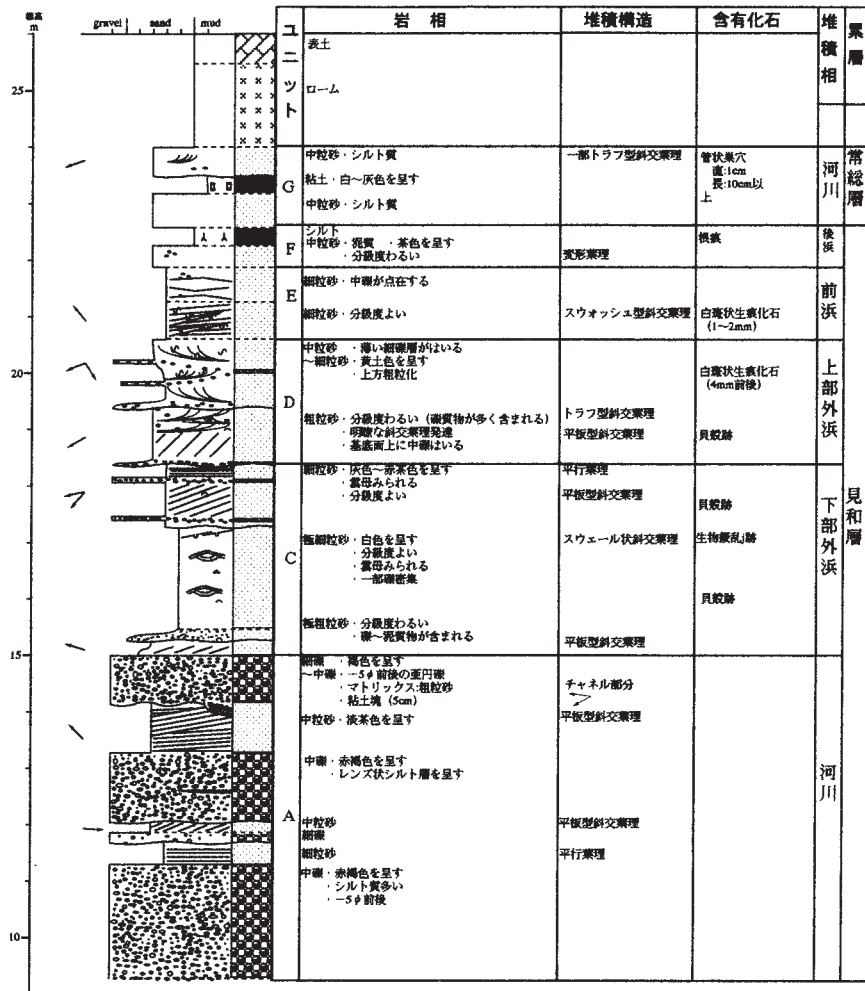 標高
m
gravel sand mud
ユニット
岩相
堆積構造
含有化石
堆積相
累層
表土
25
ローム
中粒砂・シルト質
一部トラフ型斜交葉理
管状巣穴
直:1cm
長:10cm以
上
粘土・白〜灰色を呈す
中粒砂・シルト質
G
河川
常総層
シルト
中粒砂・泥質 ・茶色を呈す
・分級度わるい
変形葉理
根痕
F
後浜
細粒砂・中礫が点在する
細粒砂・分級度よい
スウォッシュ型斜交葉理
白斑状生痕化石
(1〜2mm)
E
前浜
20
中粒砂 ・薄い細礫層がはいる
〜細粒砂・黄土色を呈す
・上方粗粒化
白斑状生痕化石
(4mm前後)
D
上部外浜
粗粒砂・分級度わるい(礫質物が多く含まれる)
・明瞭な斜交葉理発達
・基底面上に中礫はいる
トラフ型斜交葉理
平板型斜交葉理
貝殻跡
細粒砂・灰色〜赤茶色を呈す
・雲母みられる
・分級度よい
平行葉理
平板型斜交葉理
貝殻跡
極細粒砂・白色を呈す
・分級度よい
・雲母みられる
・一部礫密集
スウェール状斜交葉理
生物擾乱j跡
貝殻跡
C
下部外浜
見和層
極粗粒砂・分級度わるい
・礫〜泥質物が含まれる
平板型斜交葉理
15
細礫 ・褐色を呈す
〜中礫・−5φ前後の亜円礫
・マトリックス:粗粒砂
・粘土塊(5cm)
チャネル部分
中粒砂・淡茶色を呈す
平板型斜交葉理
中礫・赤褐色を呈す
・レンズ状シルト層を呈す
A
河川
中粒砂
平板型斜交葉理
細礫
細粒砂
平行葉理
中礫・赤褐色を呈す
・シルト質多い
・−5φ前後
10